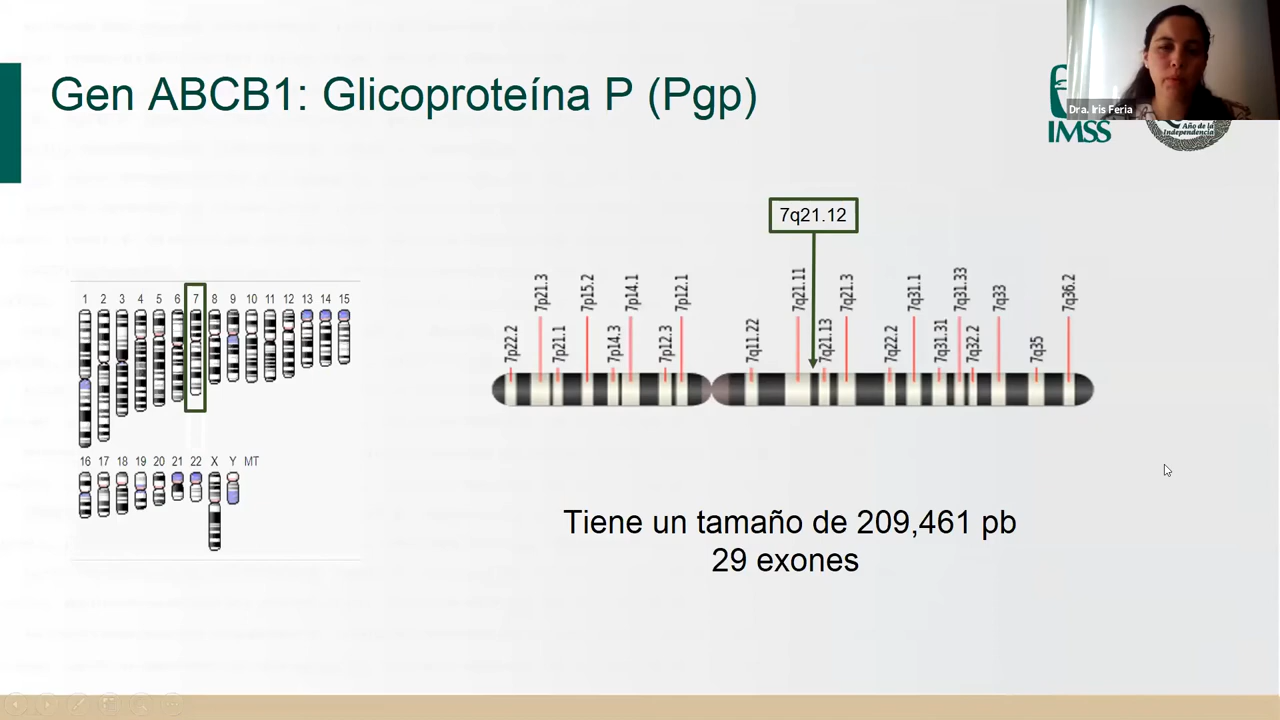 Gen ABCB1: Glicoproteína P (Pgp)
Dra. Iris Feria
IMSS
Año de la
Independencia
7q21.12
7p22.2
7p21.3
7p21.1
7p15.2
7p14.3
7p14.1
7p12.3
7p12.1
7q11.22
7q21.11
7q21.13
7q21.3
7q22.2
7q31.1
7q31.31
7q31.33
7q32.2
7q33
7q35
7q36.2
1 2 3 4 5 6 7 8 9 10 11 12 13 14 15
16 17 18 19 20 21 22 X Y MT
Tiene un tamaño de 209,461 pb
29 exones